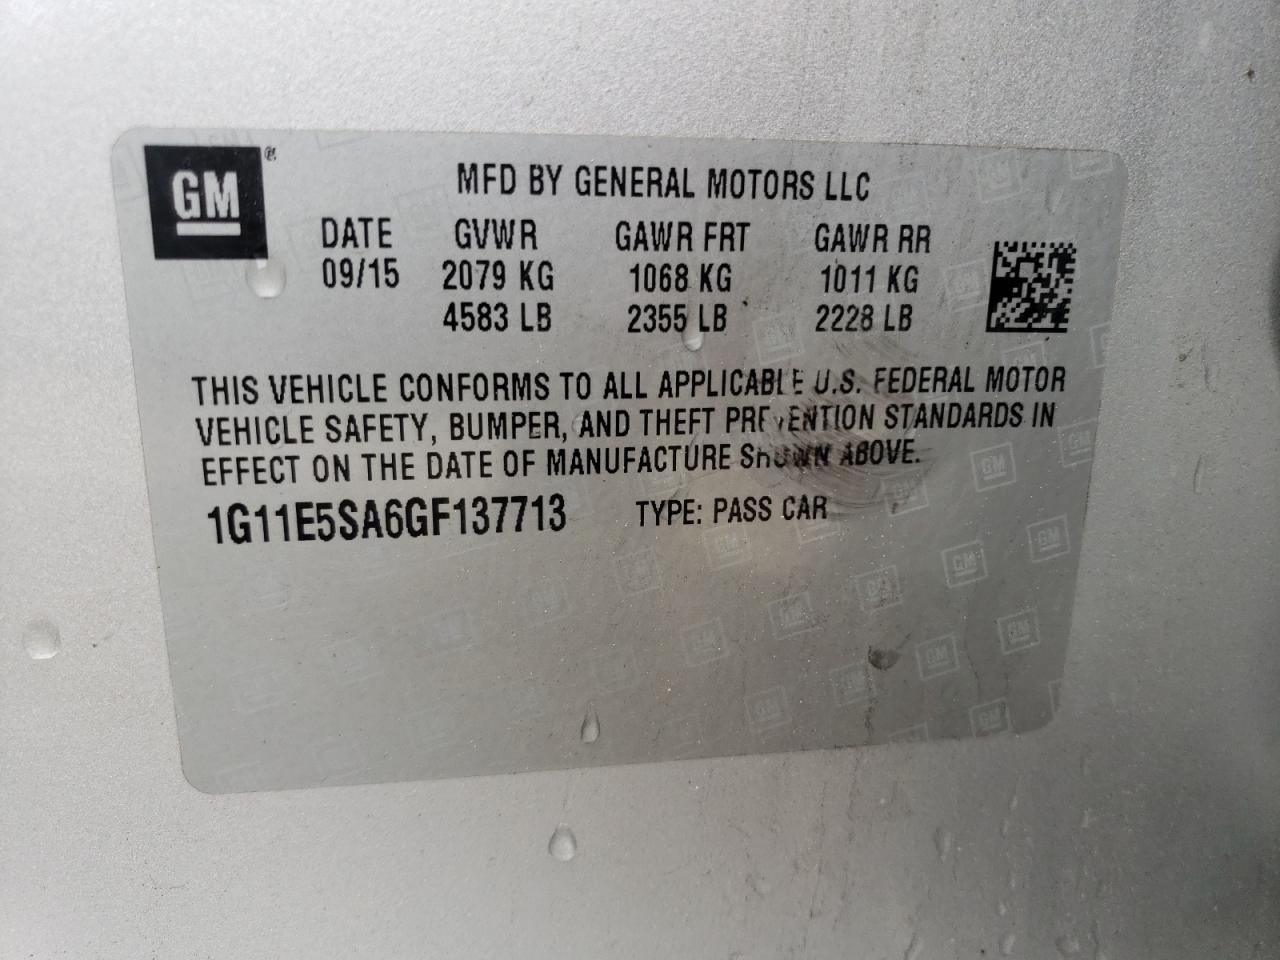 GM®
MFD BY GENERAL MOTORS LLC
DATE GVWR GAWR FRT GAWR RR
09/15 2079 KG 1068 KG 1011 KG
4583 LB 2355 LB 2228 LB
THIS VEHICLE CONFORMS TO ALL APPLICABLE U.S. FEDERAL MOTOR
VEHICLE SAFETY, BUMPER, AND THEFT PREVENTION STANDARDS IN
EFFECT ON THE DATE OF MANUFACTURE SHOWN ABOVE.
1G11E5SA6GF137713 TYPE: PASS CAR